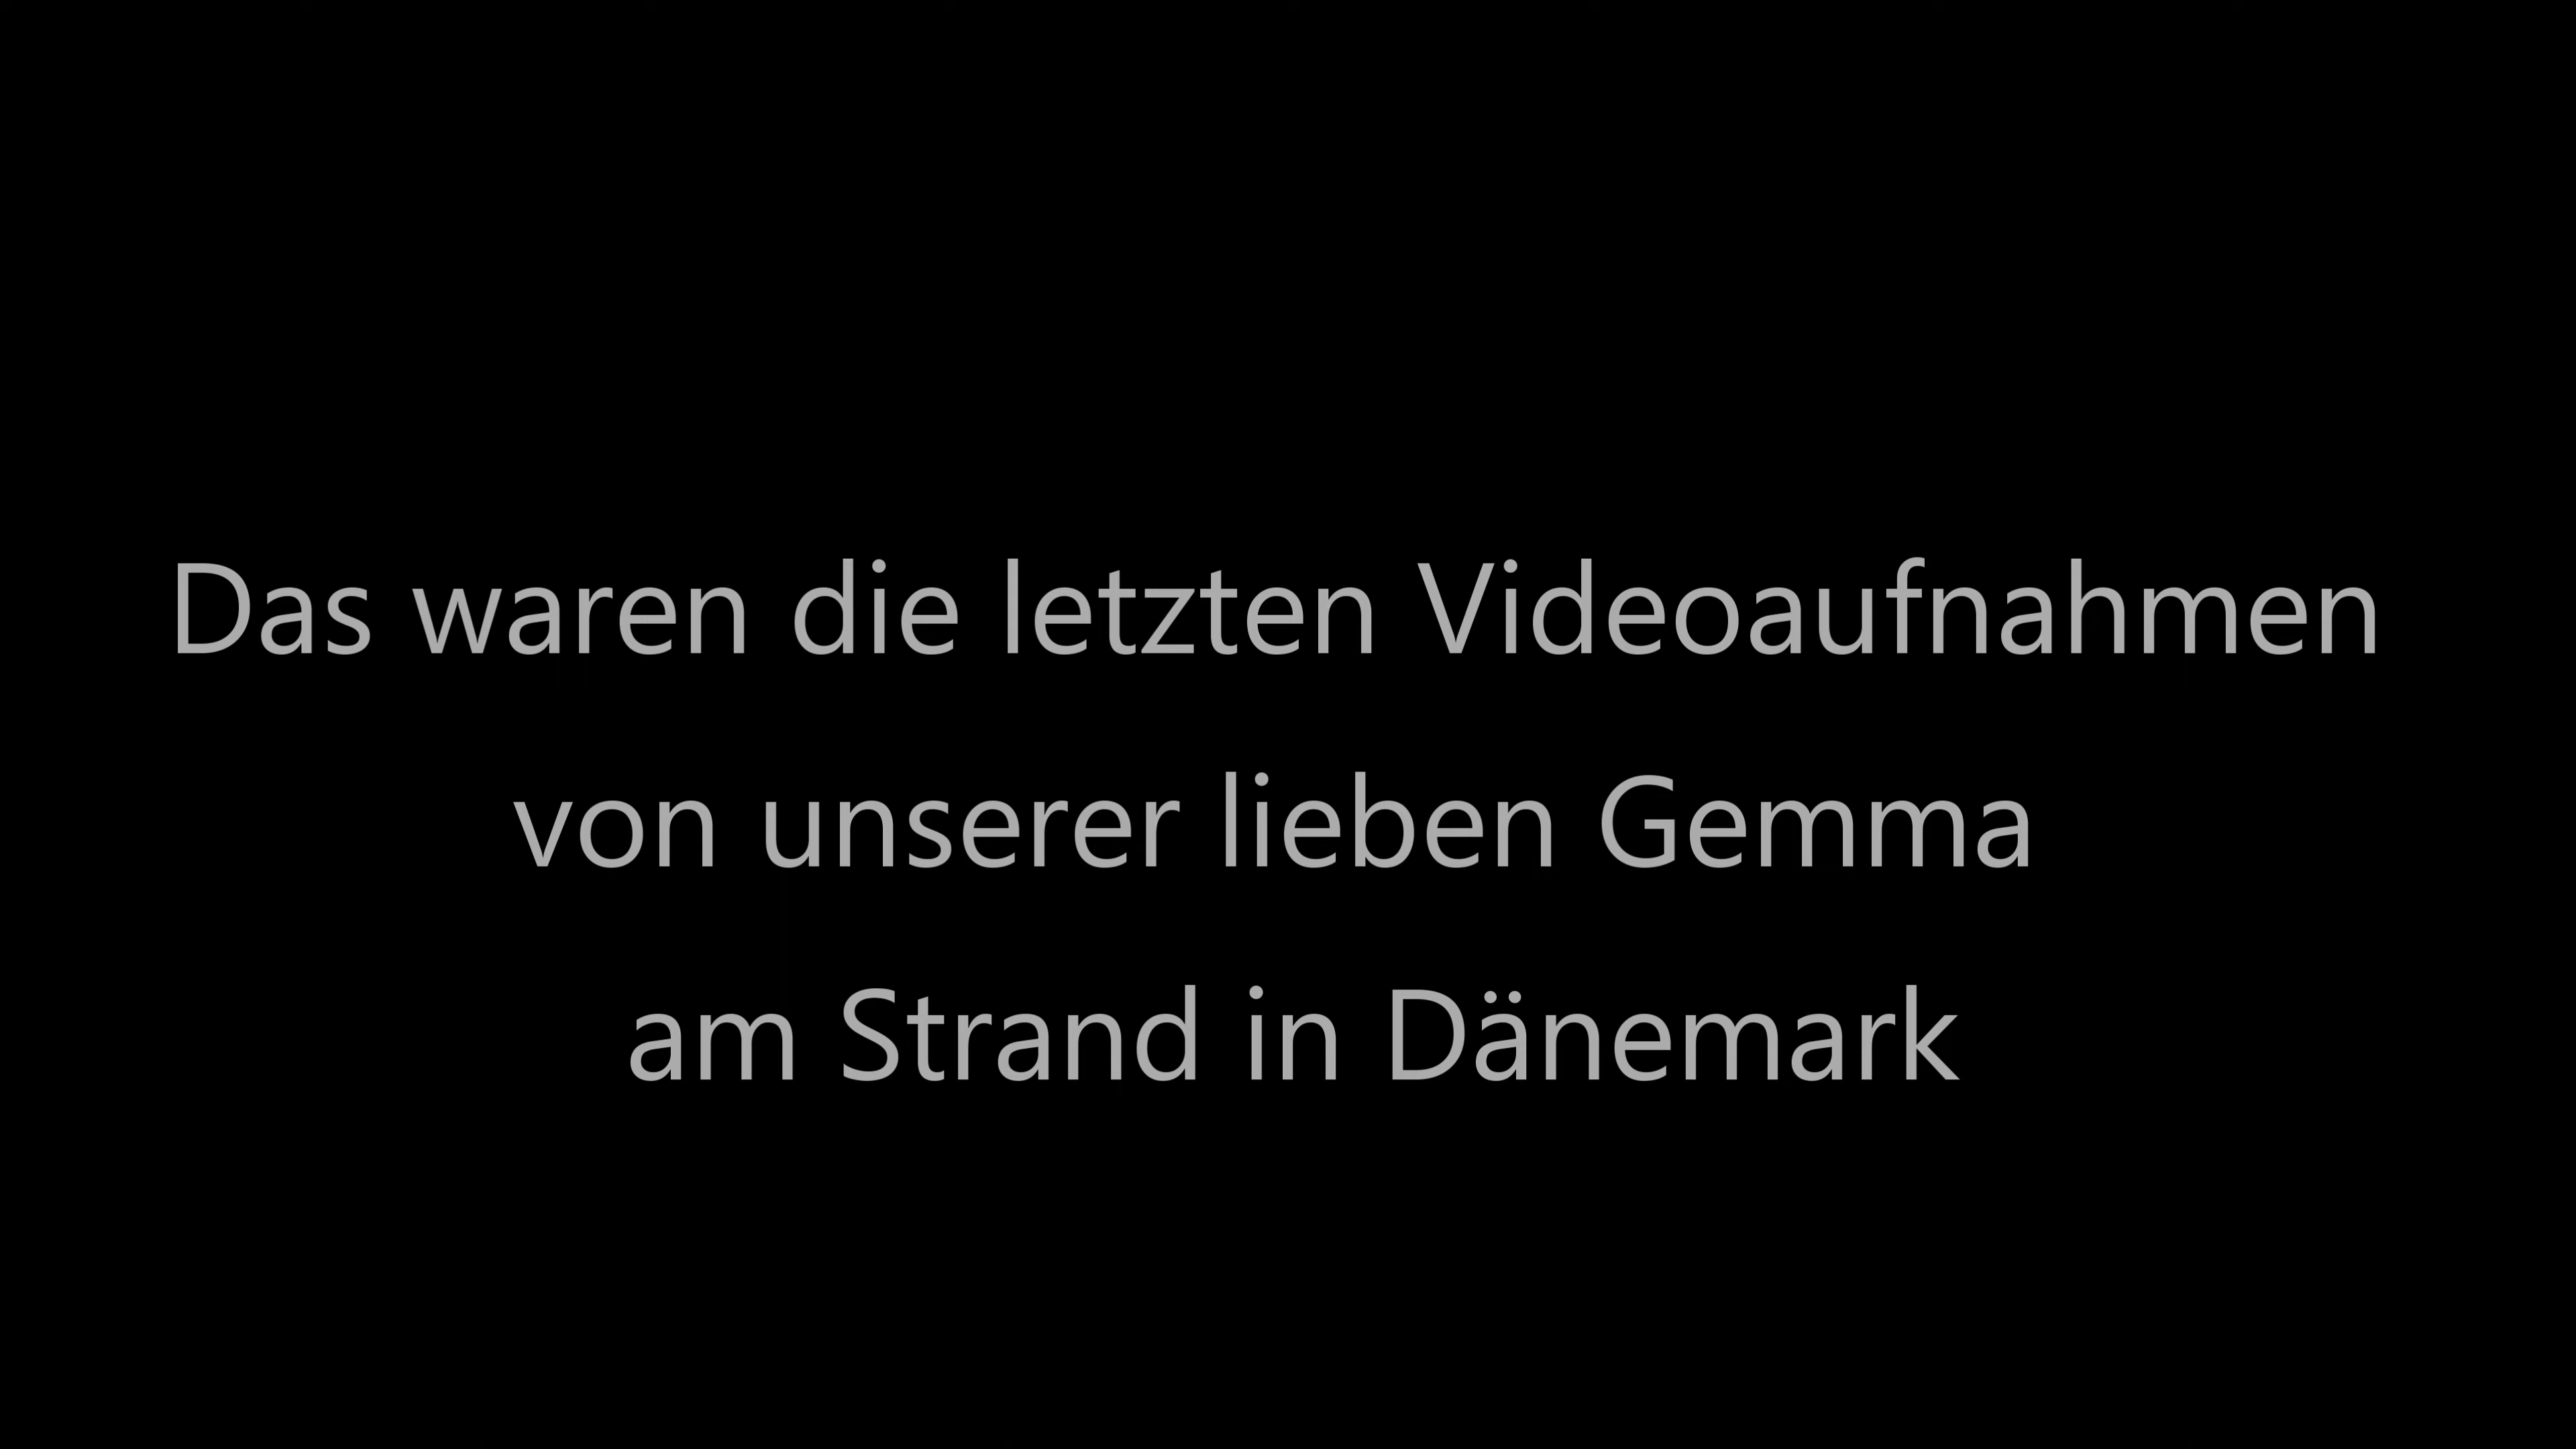 Das waren die letzten Videoaufnahmen
von unserer lieben Gemma
am Strand in Dänemark